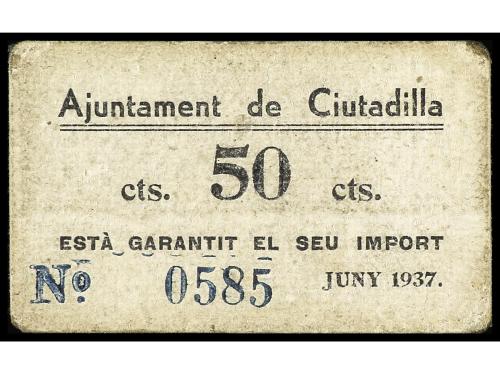 Ajuntament de Ciutadilla
cts. 50 cts.
ESTÀ GARANTIT EL SEU IMPORT
Nº 0585 JUNY 1937.